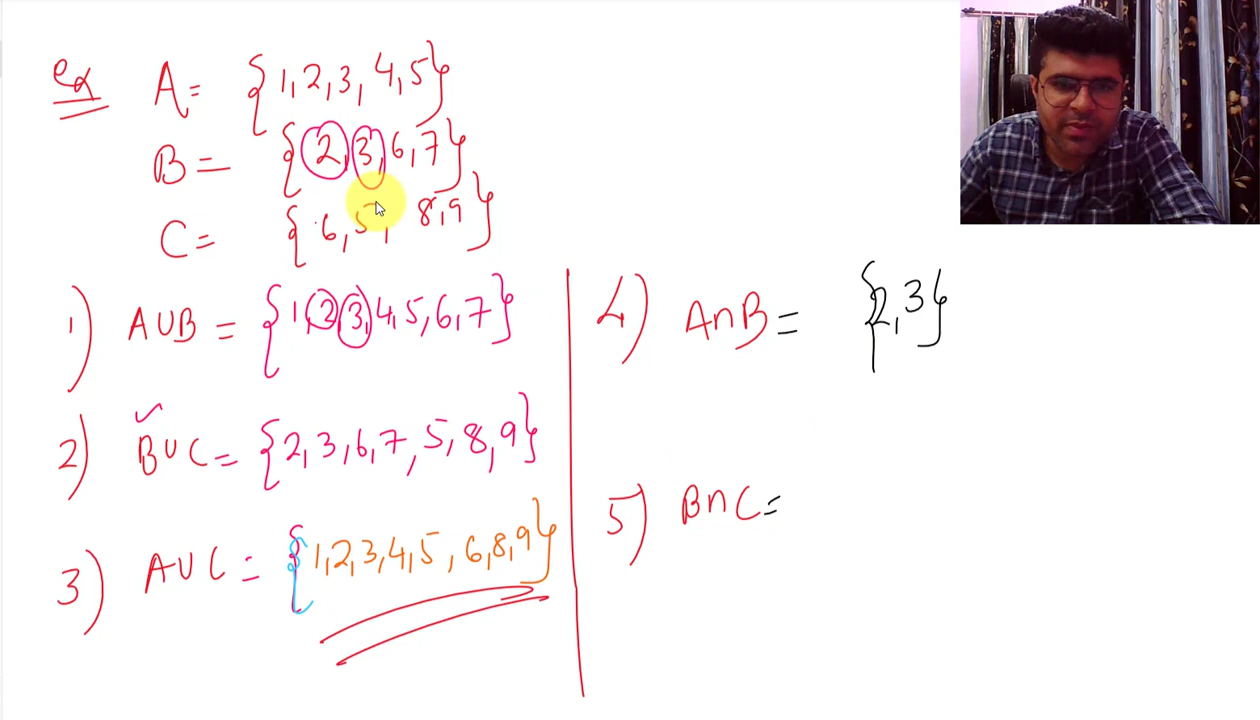 ex A = {1, 2, 3, 4, 5}
B = {2, 3, 6, 7}
C = {6, 5, 8, 9}
1) A∪B = {1, 2, 3, 4, 5, 6, 7}
2) B∪C = {2, 3, 6, 7, 5, 8, 9}
3) A∪C = {1, 2, 3, 4, 5, 6, 8, 9}
4) A∩B = {2, 3}
5) B∩C =